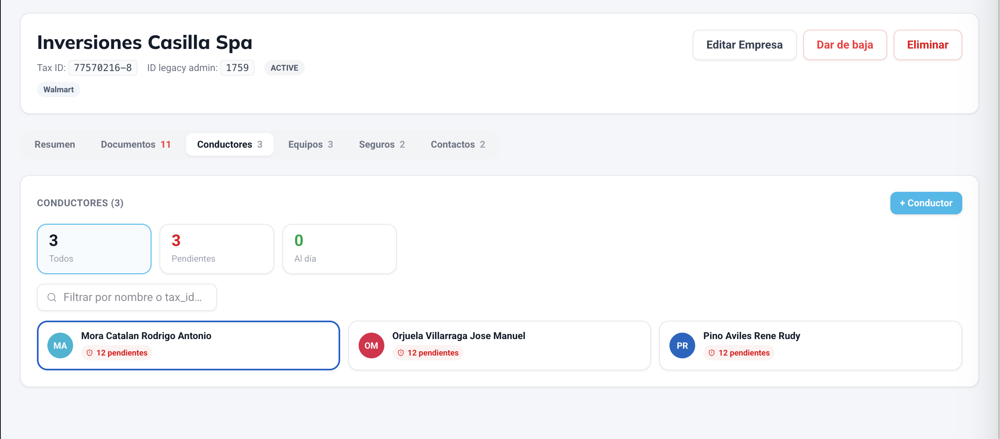 Inversiones Casilla Spa
Editar Empresa
Dar de baja
Eliminar
Tax ID: 77570216-8 ID legacy admin: 1759 ACTIVE
Walmart
Resumen Documentos 11 Conductores 3 Equipos 3 Seguros 2 Contactos 2
CONDUCTORES (3)
+ Conductor
3
Todos
3
Pendientes
0
Al día
Filtrar por nombre o tax_id...
MA
Mora Catalan Rodrigo Antonio
12 pendientes
OM
Orjuela Villarraga Jose Manuel
12 pendientes
PR
Pino Aviles Rene Rudy
12 pendientes